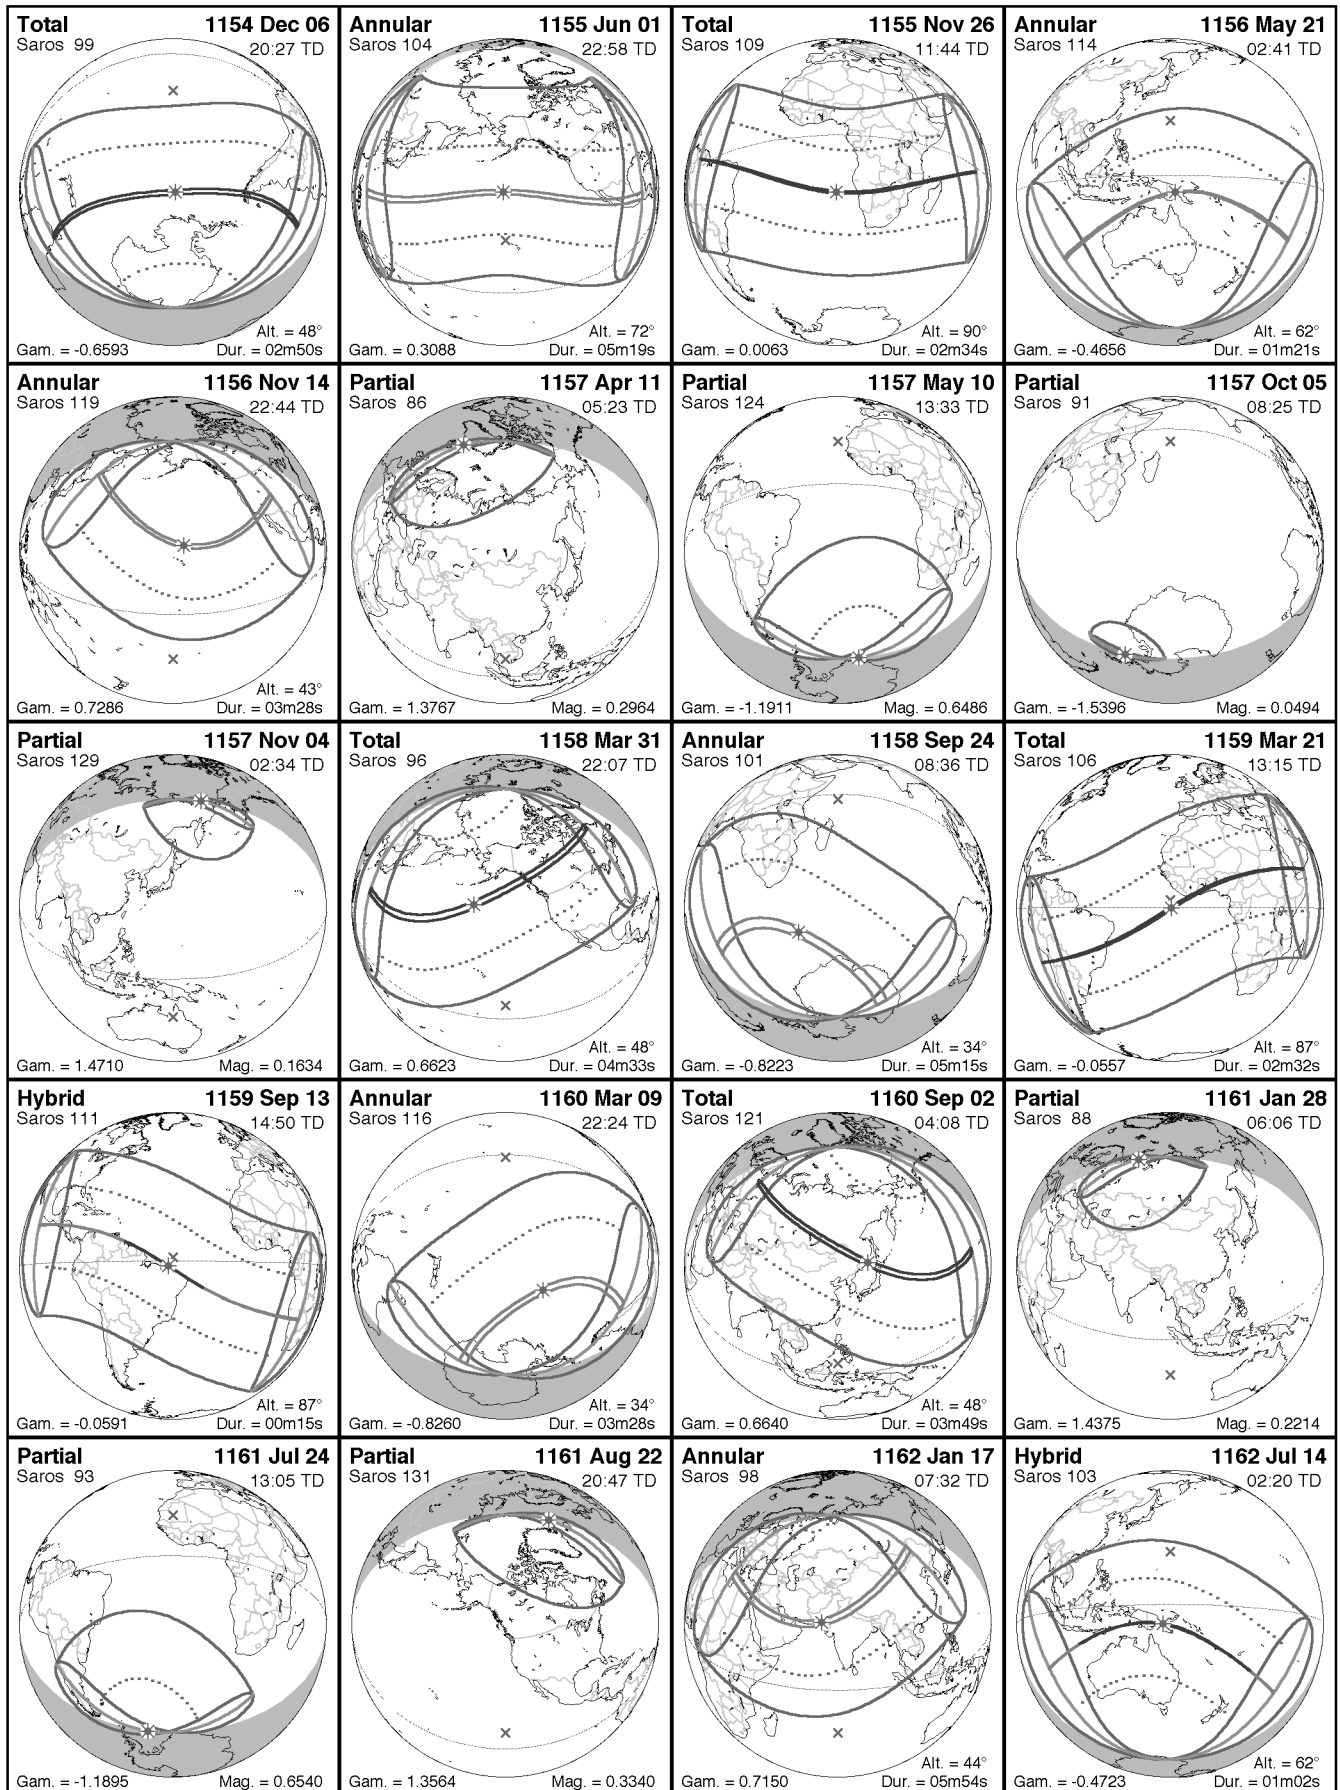 Total 1154 Dec 06
Saros 99 20:27 TD
Alt. = 48°
Gam. = -0.6593 Dur. = 02m50s
Annular 1155 Jun 01
Saros 104 22:58 TD
Alt. = 72°
Gam. = 0.3088 Dur. = 05m19s
Total 1155 Nov 26
Saros 109 11:44 TD
Alt. = 90°
Gam. = 0.0063 Dur. = 02m34s
Annular 1156 May 21
Saros 114 02:41 TD
Alt. = 62°
Gam. = -0.4656 Dur. = 01m21s
Annular 1156 Nov 14
Saros 119 22:44 TD
Alt. = 43°
Gam. = 0.7286 Dur. = 03m28s
Partial 1157 Apr 11
Saros 86 05:23 TD
Gam. = 1.3767 Mag. = 0.2964
Partial 1157 May 10
Saros 124 13:33 TD
Gam. = -1.1911 Mag. = 0.6486
Partial 1157 Oct 05
Saros 91 08:25 TD
Gam. = -1.5396 Mag. = 0.0494
Partial 1157 Nov 04
Saros 129 02:34 TD
Gam. = 1.4710 Mag. = 0.1634
Total 1158 Mar 31
Saros 96 22:07 TD
Alt. = 48°
Gam. = 0.6623 Dur. = 04m33s
Annular 1158 Sep 24
Saros 101 08:36 TD
Alt. = 34°
Gam. = -0.8223 Dur. = 05m15s
Total 1159 Mar 21
Saros 106 13:15 TD
Alt. = 87°
Gam. = -0.0557 Dur. = 02m32s
Hybrid 1159 Sep 13
Saros 111 14:50 TD
Alt. = 87°
Gam. = -0.0591 Dur. = 00m15s
Annular 1160 Mar 09
Saros 116 22:24 TD
Alt. = 34°
Gam. = -0.8260 Dur. = 03m28s
Total 1160 Sep 02
Saros 121 04:08 TD
Alt. = 48°
Gam. = 0.6640 Dur. = 03m49s
Partial 1161 Jan 28
Saros 88 06:06 TD
Gam. = 1.4375 Mag. = 0.2214
Partial 1161 Jul 24
Saros 93 13:05 TD
Gam. = -1.1895 Mag. = 0.6540
Partial 1161 Aug 22
Saros 131 20:47 TD
Gam. = 1.3564 Mag. = 0.3340
Annular 1162 Jan 17
Saros 98 07:32 TD
Alt. = 44°
Gam. = 0.7150 Dur. = 05m54s
Hybrid 1162 Jul 14
Saros 103 02:20 TD
Alt. = 62°
Gam. = -0.4723 Dur. = 01m02s